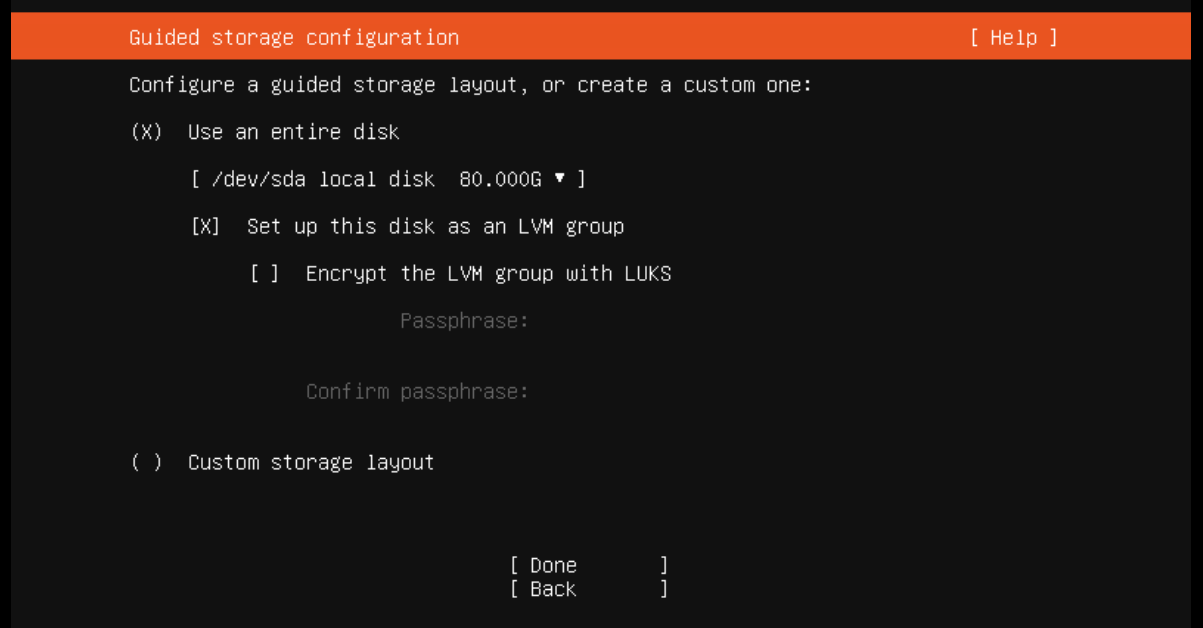 Guided storage configuration [ Help ]
Configure a guided storage layout, or create a custom one:
(X) Use an entire disk
[ /dev/sda local disk 80.000G ▾ ]
[X] Set up this disk as an LVM group
[ ] Encrypt the LVM group with LUKS
Passphrase:
Confirm passphrase:
( ) Custom storage layout
[ Done ]
[ Back ]